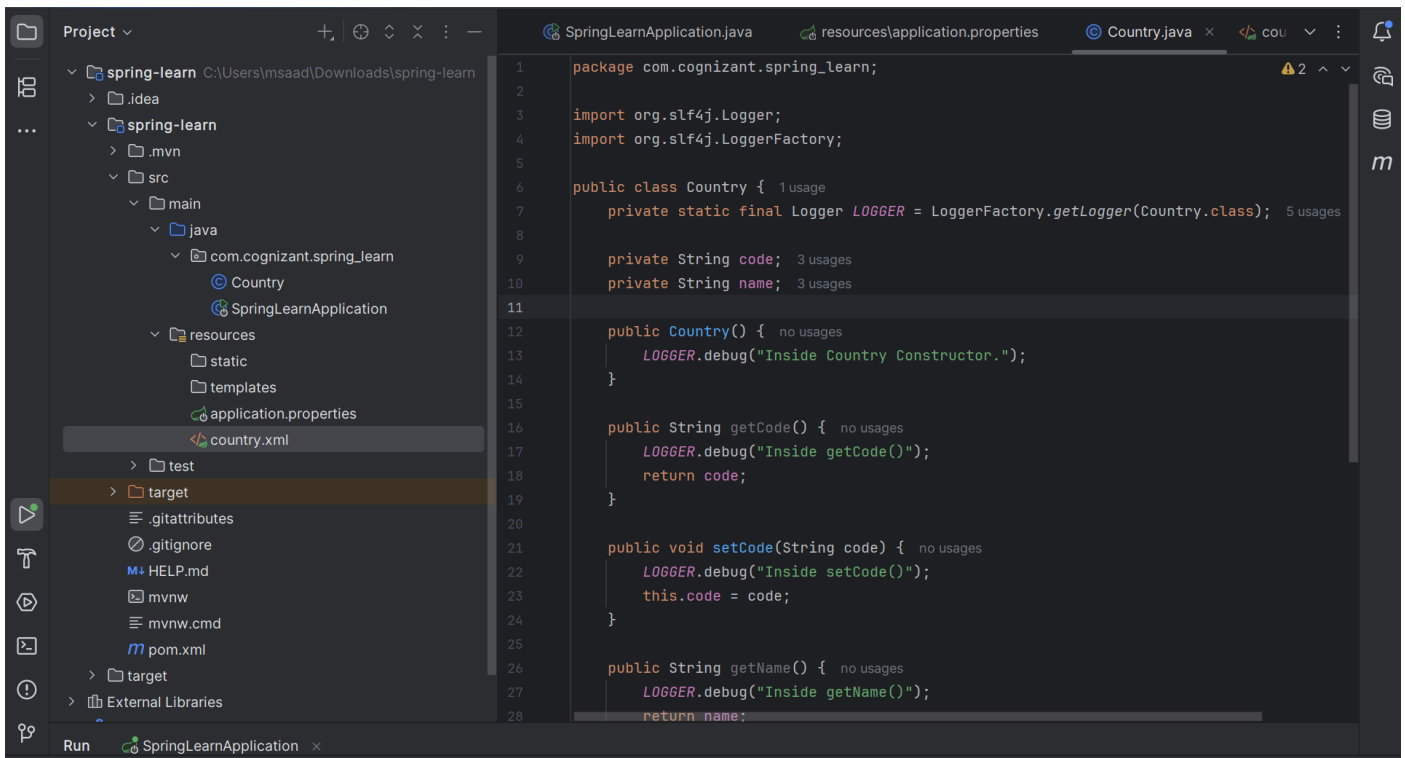 Project
SpringLearnApplication.java
resources\application.properties
Country.java
cou
spring-learn C:\Users\msaad\Downloads\spring-learn
.idea
spring-learn
.mvn
src
main
java
com.cognizant.spring_learn
Country
SpringLearnApplication
resources
static
templates
application.properties
country.xml
test
target
.gitattributes
.gitignore
M↓ HELP.md
mvnw
mvnw.cmd
m pom.xml
target
External Libraries
1 package com.cognizant.spring_learn;
2
3 import org.slf4j.Logger;
4 import org.slf4j.LoggerFactory;
5
6 public class Country { 1 usage
7 private static final Logger LOGGER = LoggerFactory.getLogger(Country.class); 5 usages
8
9 private String code; 3 usages
10 private String name; 3 usages
11
12 public Country() { no usages
13 LOGGER.debug("Inside Country Constructor.");
14 }
15
16 public String getCode() { no usages
17 LOGGER.debug("Inside getCode()");
18 return code;
19 }
20
21 public void setCode(String code) { no usages
22 LOGGER.debug("Inside setCode()");
23 this.code = code;
24 }
25
26 public String getName() { no usages
27 LOGGER.debug("Inside getName()");
28 return name;
2
m
Run SpringLearnApplication